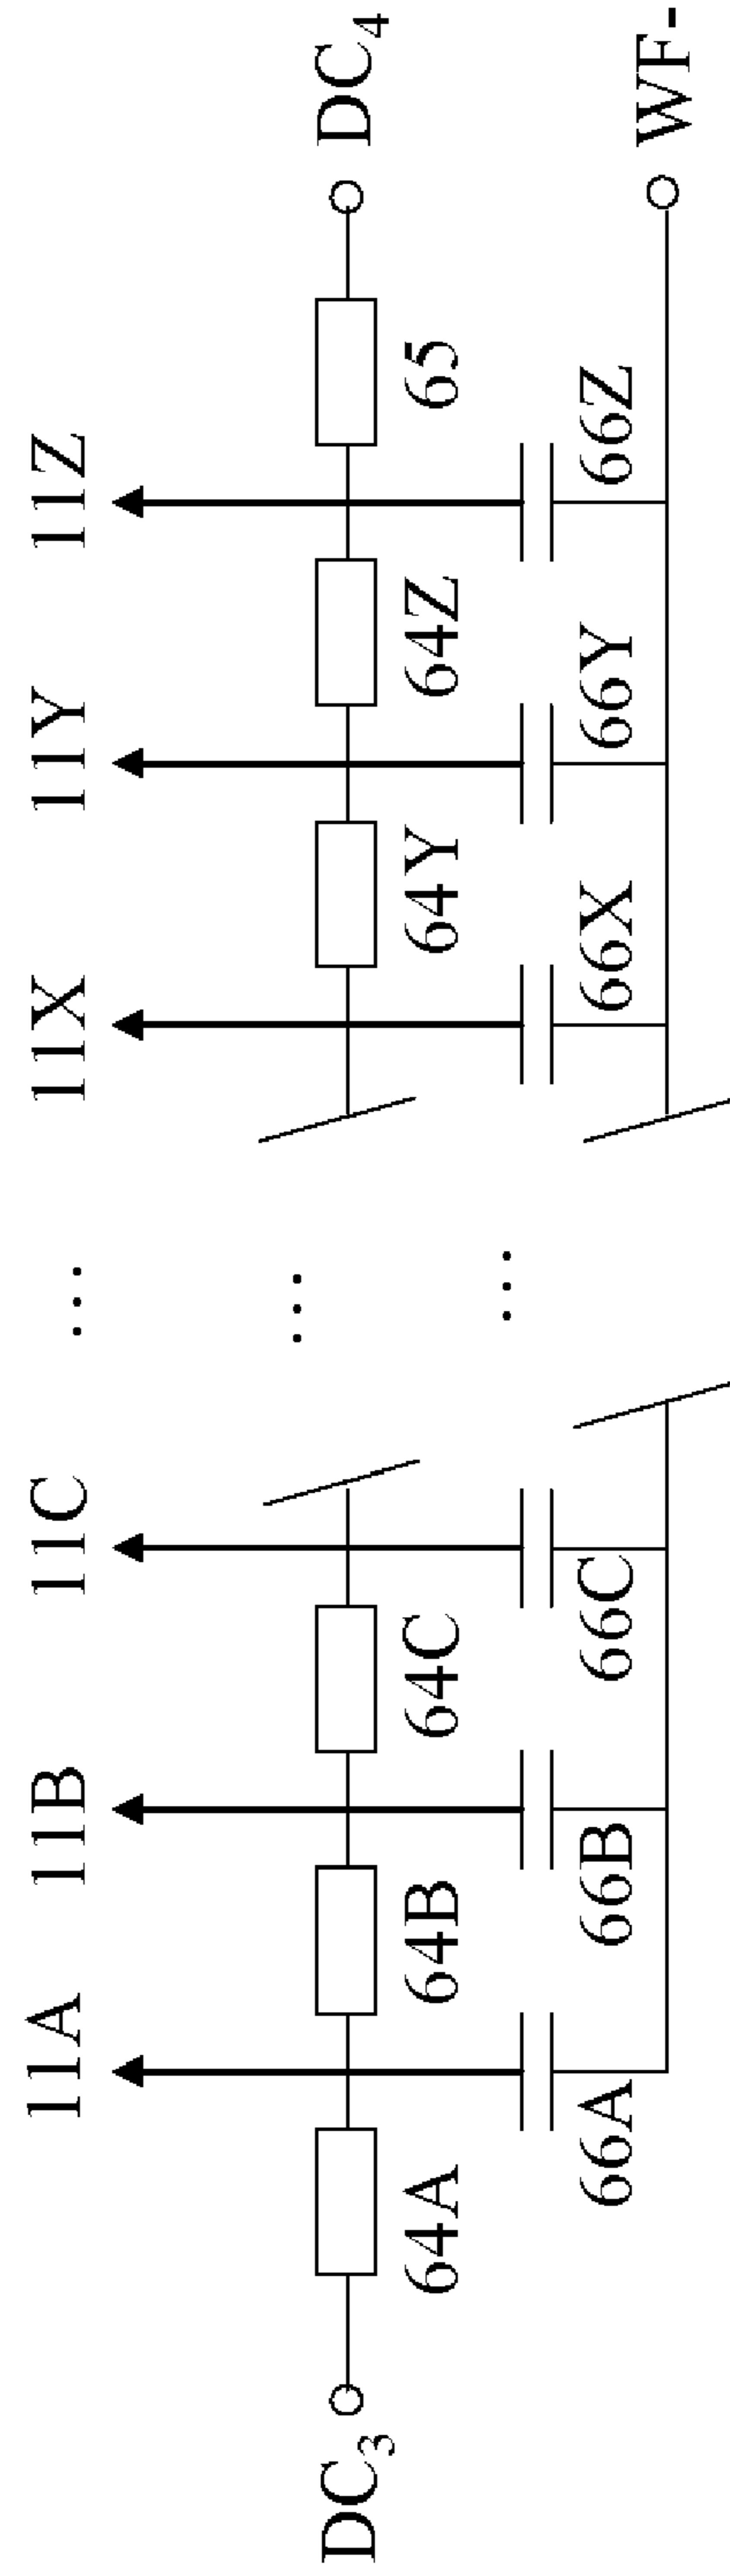 11A 11B 11C ... 11X 11Y 11Z
DC3 ... DC4
64A 64B 64C 64Y 64Z 65
...
66A 66B 66C 66X 66Y 66Z
WF-